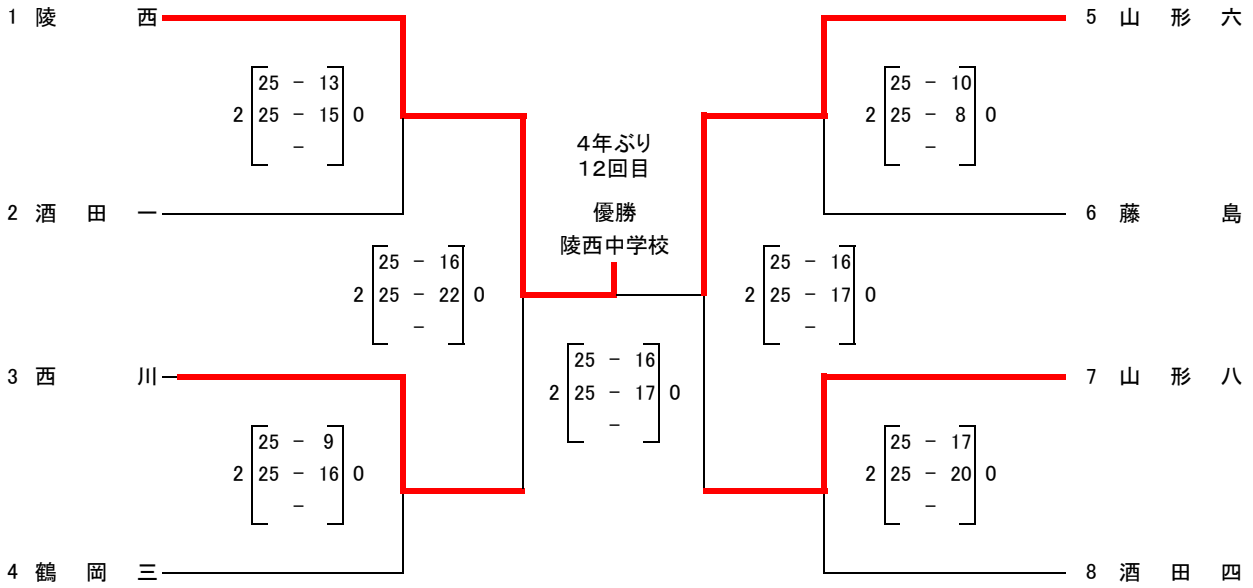 1 陵 西
5 山 形 六
25 - 13
2 25 - 15 0
-
25 - 10
2 25 - 8 0
-
4年ぶり
12回目
優勝
陵西中学校
2 酒 田 一
6 藤 島
25 - 16
2 25 - 22 0
-
25 - 16
2 25 - 17 0
-
25 - 16
2 25 - 17 0
-
3 西 川
7 山 形 八
25 - 9
2 25 - 16 0
-
25 - 17
2 25 - 20 0
-
4 鶴 岡 三
8 酒 田 四